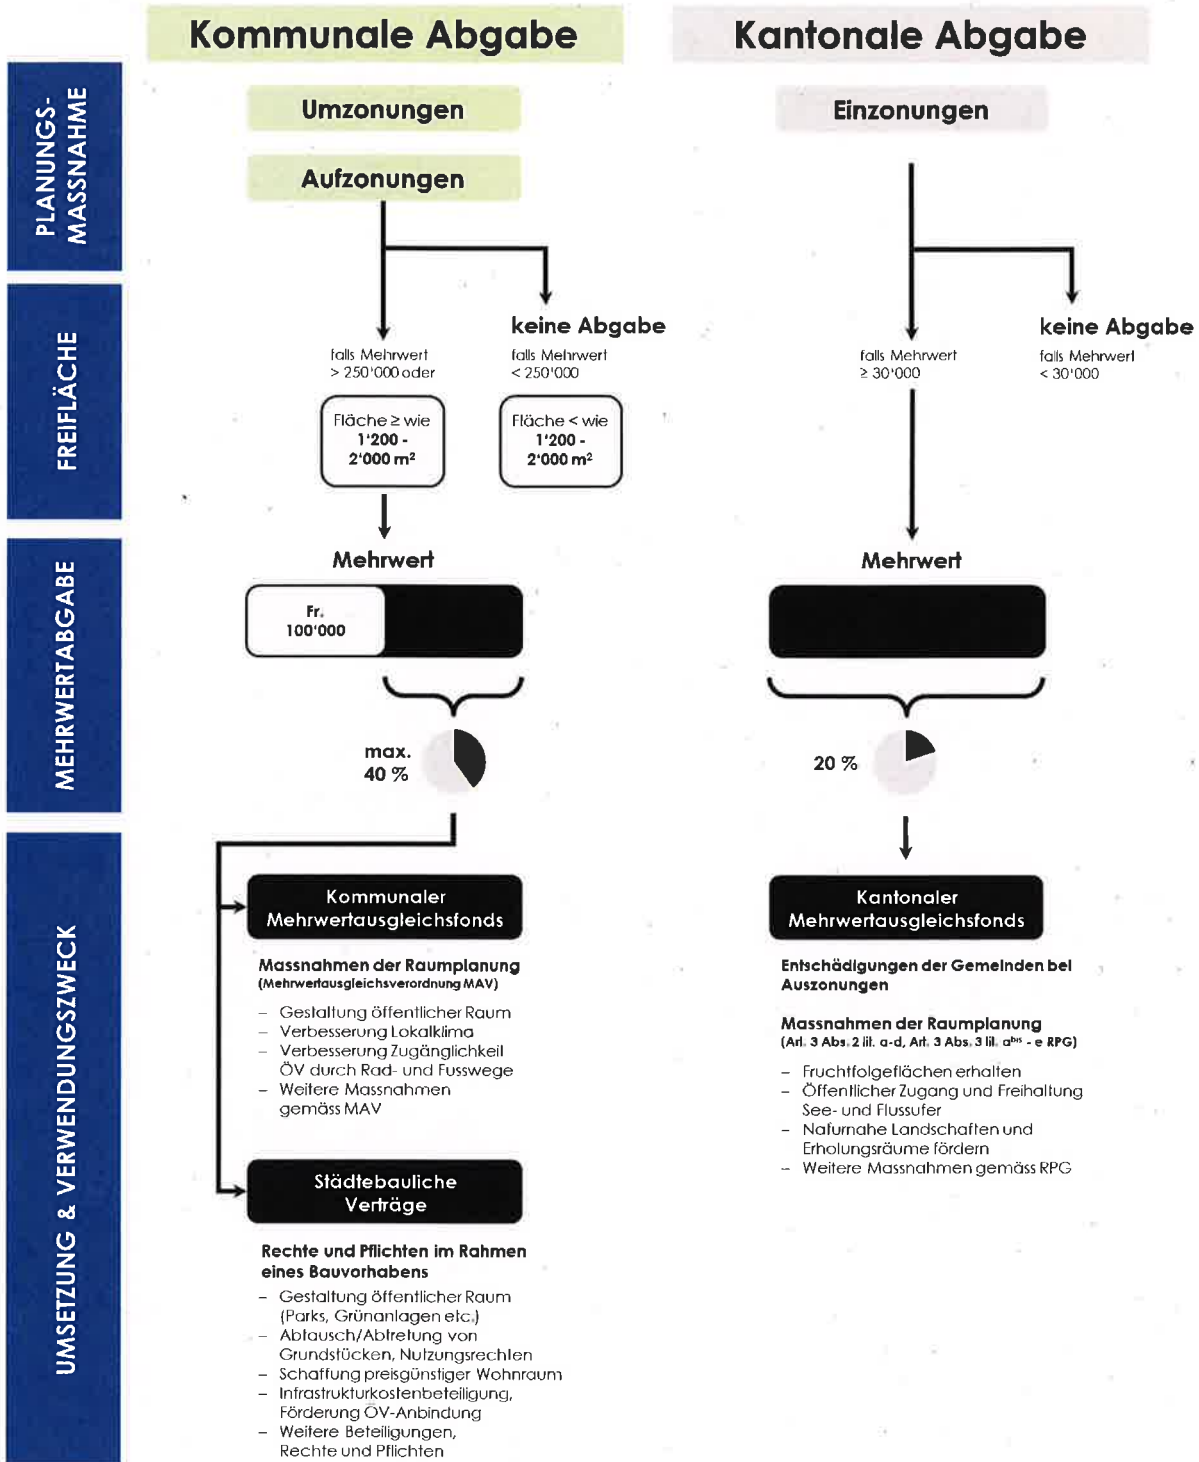 Kommunale Abgabe
Kantonale Abgabe
PLANUNGS-
MASSNAHME
Umzonungen
Aufzonungen
Einzonungen
FREIFLÄCHE
falls Mehrwert
> 250'000 oder
Fläche ≥ wie
1'200 -
2'000 m²
keine Abgabe
falls Mehrwert
< 250'000
Fläche < wie
1'200 -
2'000 m²
falls Mehrwert
≥ 30'000
keine Abgabe
falls Mehrwert
< 30'000
MEHRWERTABGABE
Mehrwert
Fr.
100'000
max.
40 %
Mehrwert
20 %
UMSETZUNG & VERWENDUNGSZWECK
Kommunaler
Mehrwertausgleichsfonds
Massnahmen der Raumplanung
(Mehrwertausgleichsverordnung MAV)
– Gestaltung öffentlicher Raum
– Verbesserung Lokalklima
– Verbesserung Zugänglichkeit
ÖV durch Rad- und Fusswege
– Weitere Massnahmen
gemäss MAV
Städtebauliche
Verträge
Rechte und Pflichten im Rahmen
eines Bauvorhabens
– Gestaltung öffentlicher Raum
(Parks, Grünanlagen etc.)
– Abtausch/Abtretung von
Grundstücken, Nutzungsrechten
– Schaffung preisgünstiger Wohnraum
– Infrastrukturkostenbeteiligung,
Förderung ÖV-Anbindung
– Weitere Beteiligungen,
Rechte und Pflichten
Kantonaler
Mehrwertausgleichsfonds
Entschädigungen der Gemeinden bei
Auszonungen
Massnahmen der Raumplanung
(Art. 3 Abs. 2 lit. a-d, Art. 3 Abs. 3 lit. aᵇⁱˢ - e RPG)
– Fruchtfolgeflächen erhalten
– Öffentlicher Zugang und Freihaltung
See- und Flussufer
– Naturnahe Landschaften und
Erholungsräume fördern
– Weitere Massnahmen gemäss RPG